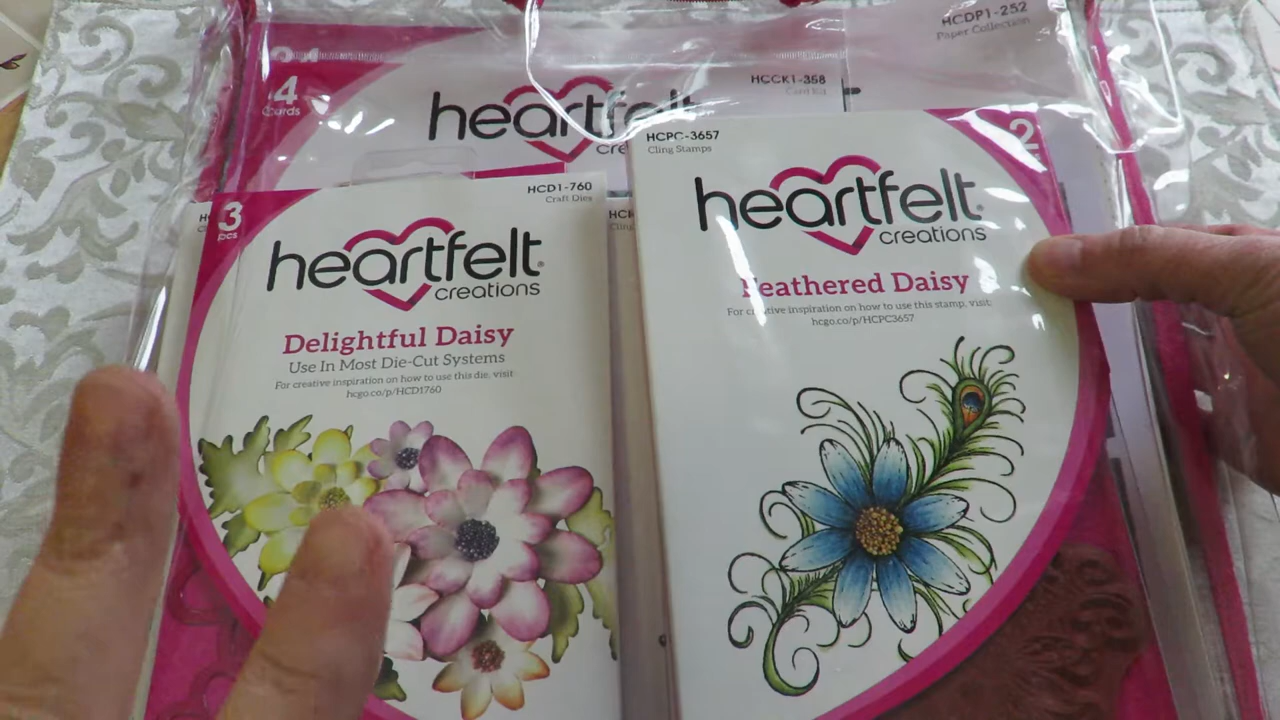 HCDP1-252
Paper Collection
4
Cards
HCCK1-358
Card Kit
heartfelt
HCPC-3657
Cling Stamps
2
heartfelt
creations
Feathered Daisy
For creative inspiration on how to use this stamp, visit:
hcgo.co/p/HCPC3657
3
pcs
HCD1-760
Craft Dies
heartfelt
creations
Delightful Daisy
Use In Most Die-Cut Systems
For creative inspiration on how to use this die, visit
hcgo.co/p/HCD1760